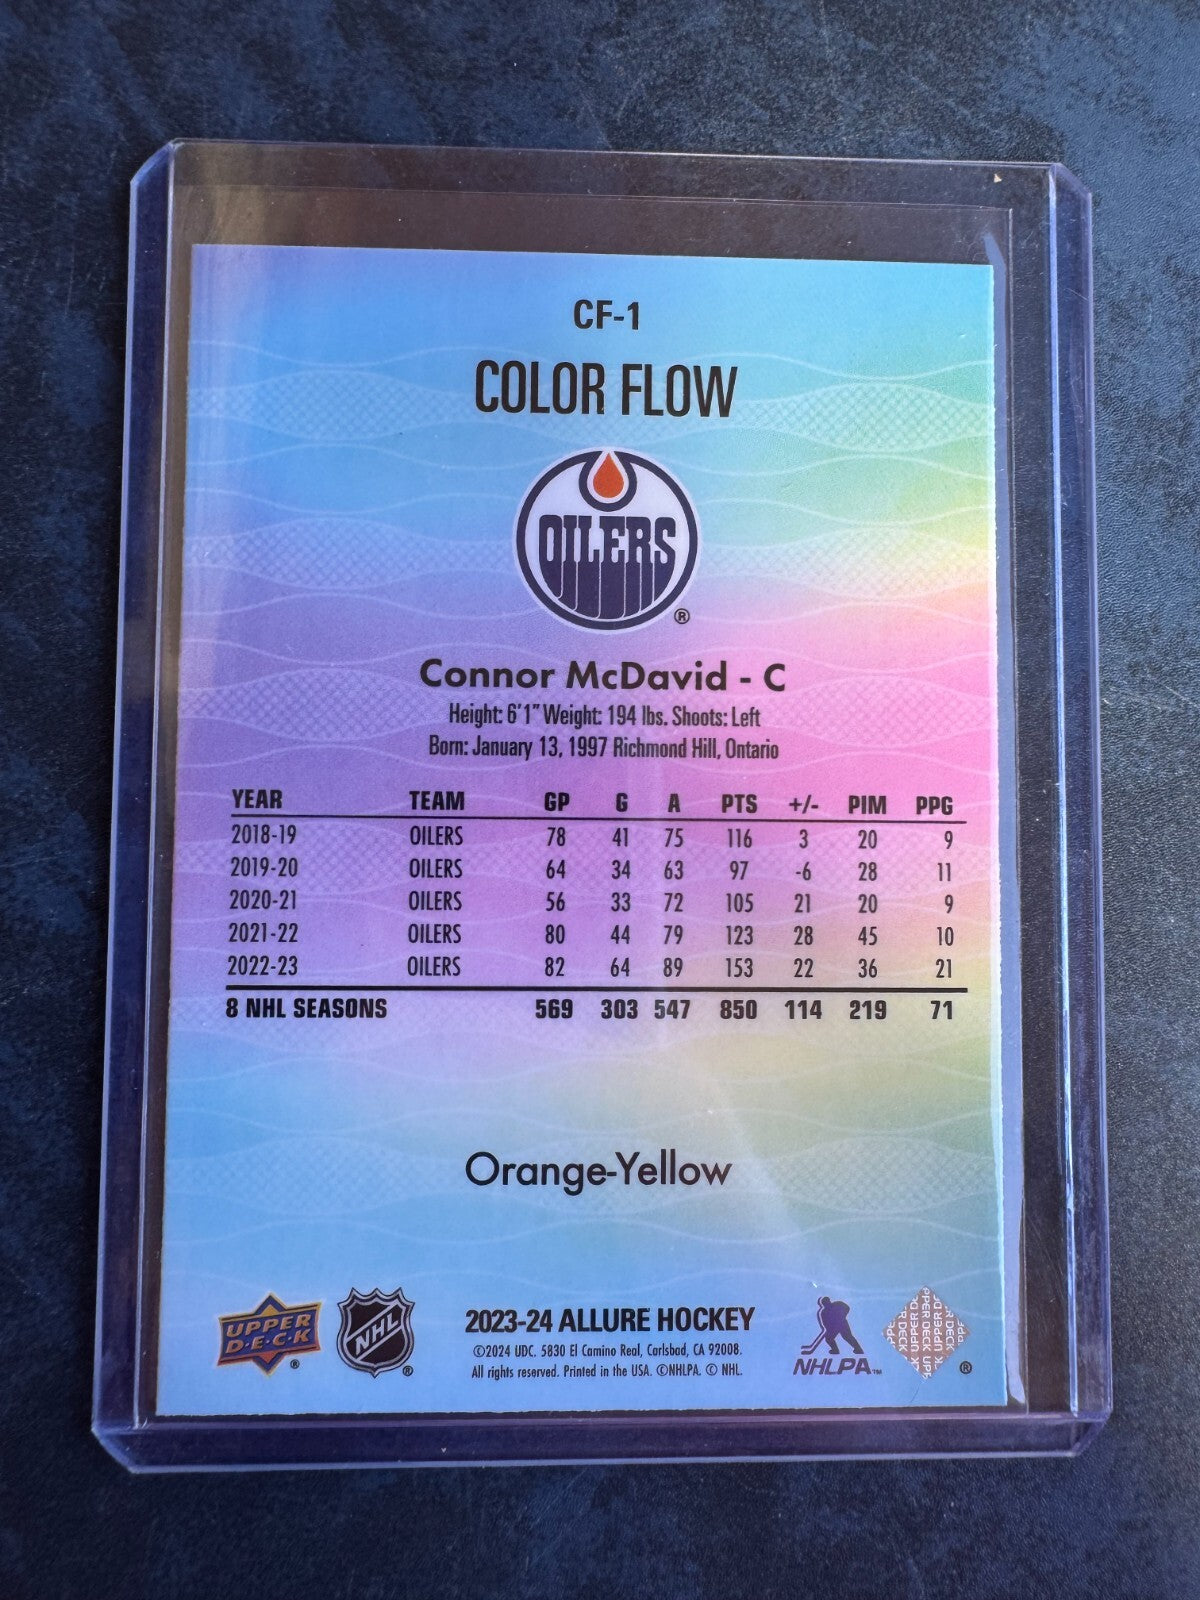 CF-1
COLOR FLOW
OILERS
®
Connor McDavid - C
Height: 6'1" Weight: 194 lbs. Shoots: Left
Born: January 13, 1997 Richmond Hill, Ontario
YEAR TEAM GP G A PTS +/- PIM PPG
2018-19 OILERS 78 41 75 116 3 20 9
2019-20 OILERS 64 34 63 97 -6 28 11
2020-21 OILERS 56 33 72 105 21 20 9
2021-22 OILERS 80 44 79 123 28 45 10
2022-23 OILERS 82 64 89 153 22 36 21
8 NHL SEASONS 569 303 547 850 114 219 71
Orange-Yellow
UPPER
D·E·C·K
®
NHL
®
2023-24 ALLURE HOCKEY
©2024 UDC. 5830 El Camino Real, Carlsbad, CA 92008.
All rights reserved. Printed in the USA. ©NHLPA. © NHL.
NHLPA™
UPPER DECK
®